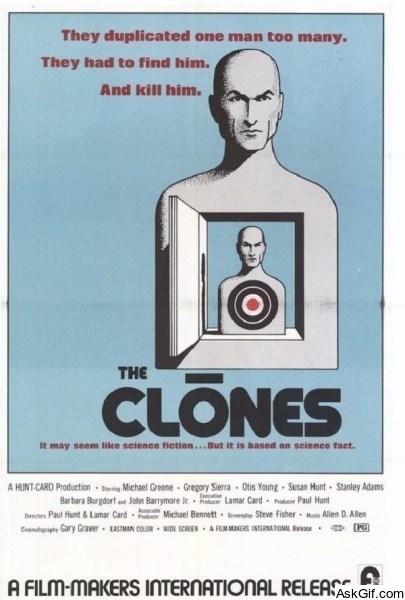 They duplicated one man too many.
They had to find him.
And kill him.
THE
CLŌNES
It may seem like science fiction...But it is based on science fact.
A HUNT-CARD Production • Starring Michael Greene • Gregory Sierra • Otis Young • Susan Hunt • Stanley Adams
Barbara Burgdorf and John Barrymore Jr. • Executive Producer Lamar Card • Producer Paul Hunt
Directors Paul Hunt & Lamar Card • Associate Producer Michael Bennett • Screenplay Steve Fisher • Music Allen D. Allen
Cinematography Gary Graver • EASTMAN COLOR • WIDE SCREEN • A FILM-MAKERS INTERNATIONAL Release • PG
A FILM-MAKERS INTERNATIONAL RELEASE
AskGif.com